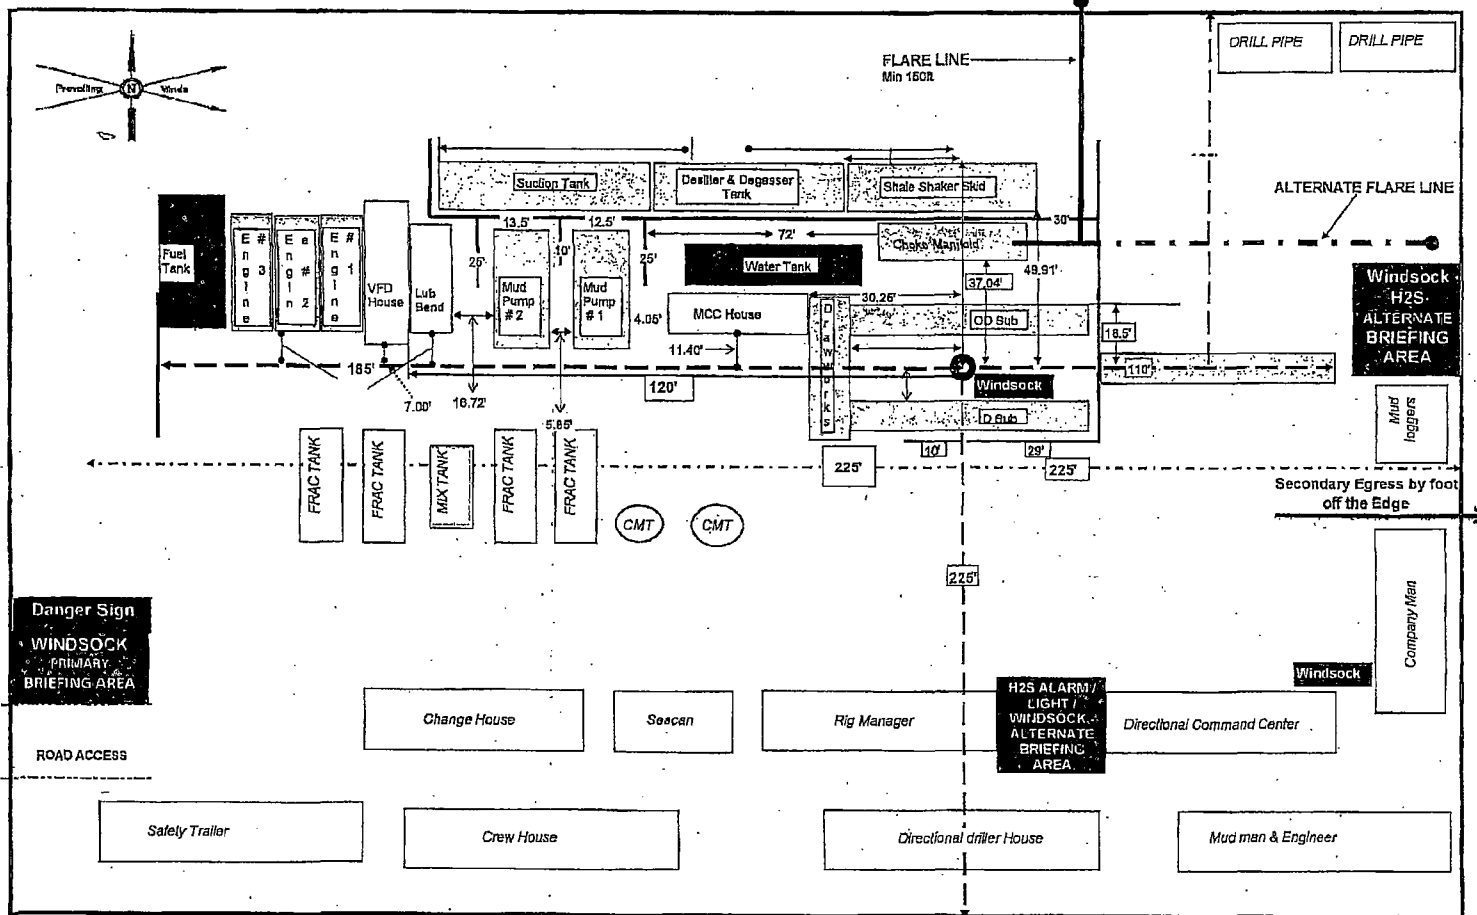 FLARE LINE
Min 150ft
DRILL PIPE
DRILL PIPE
Prevailing
N
Winds
ALTERNATE FLARE LINE
Suction Tank
Desilter & Degasser
Tank
Shale Shaker Skid
13.5'
12.5'
30'
72'
Choke Manifold
Fuel
Tank
Engine
# 3
Engine
# 2
Engine
# 1
VFD
House
Lub
25'
10'
25'
Mud
Pump
#2
Mud
Pump
#1
4.05'
Water Tank
MCC House
11.40'
30.26'
37.04'
49.91'
Drawworks
OD Sub
18.5'
Windsock
H2S
ALTERNATE
BRIEFING
AREA
185'
7.00'
16.72'
5.85'
120'
Windsock
110'
D Sub
10'
29'
Mud
loggers
225'
225'
FRAC TANK
FRAC TANK
MIX TANK
FRAC TANK
FRAC TANK
CMT
CMT
Secondary Egress by foot
off the Edge
225'
Danger Sign
WINDSOCK
PRIMARY
BRIEFING AREA
Company Man
Windsock
Change House
Seacan
Rig Manager
H2S ALARM /
LIGHT /
WINDSOCK -
ALTERNATE
BRIEFING
AREA
Directional Command Center
ROAD ACCESS
Safety Trailer
Crew House
Directional driller House
Mud man & Engineer